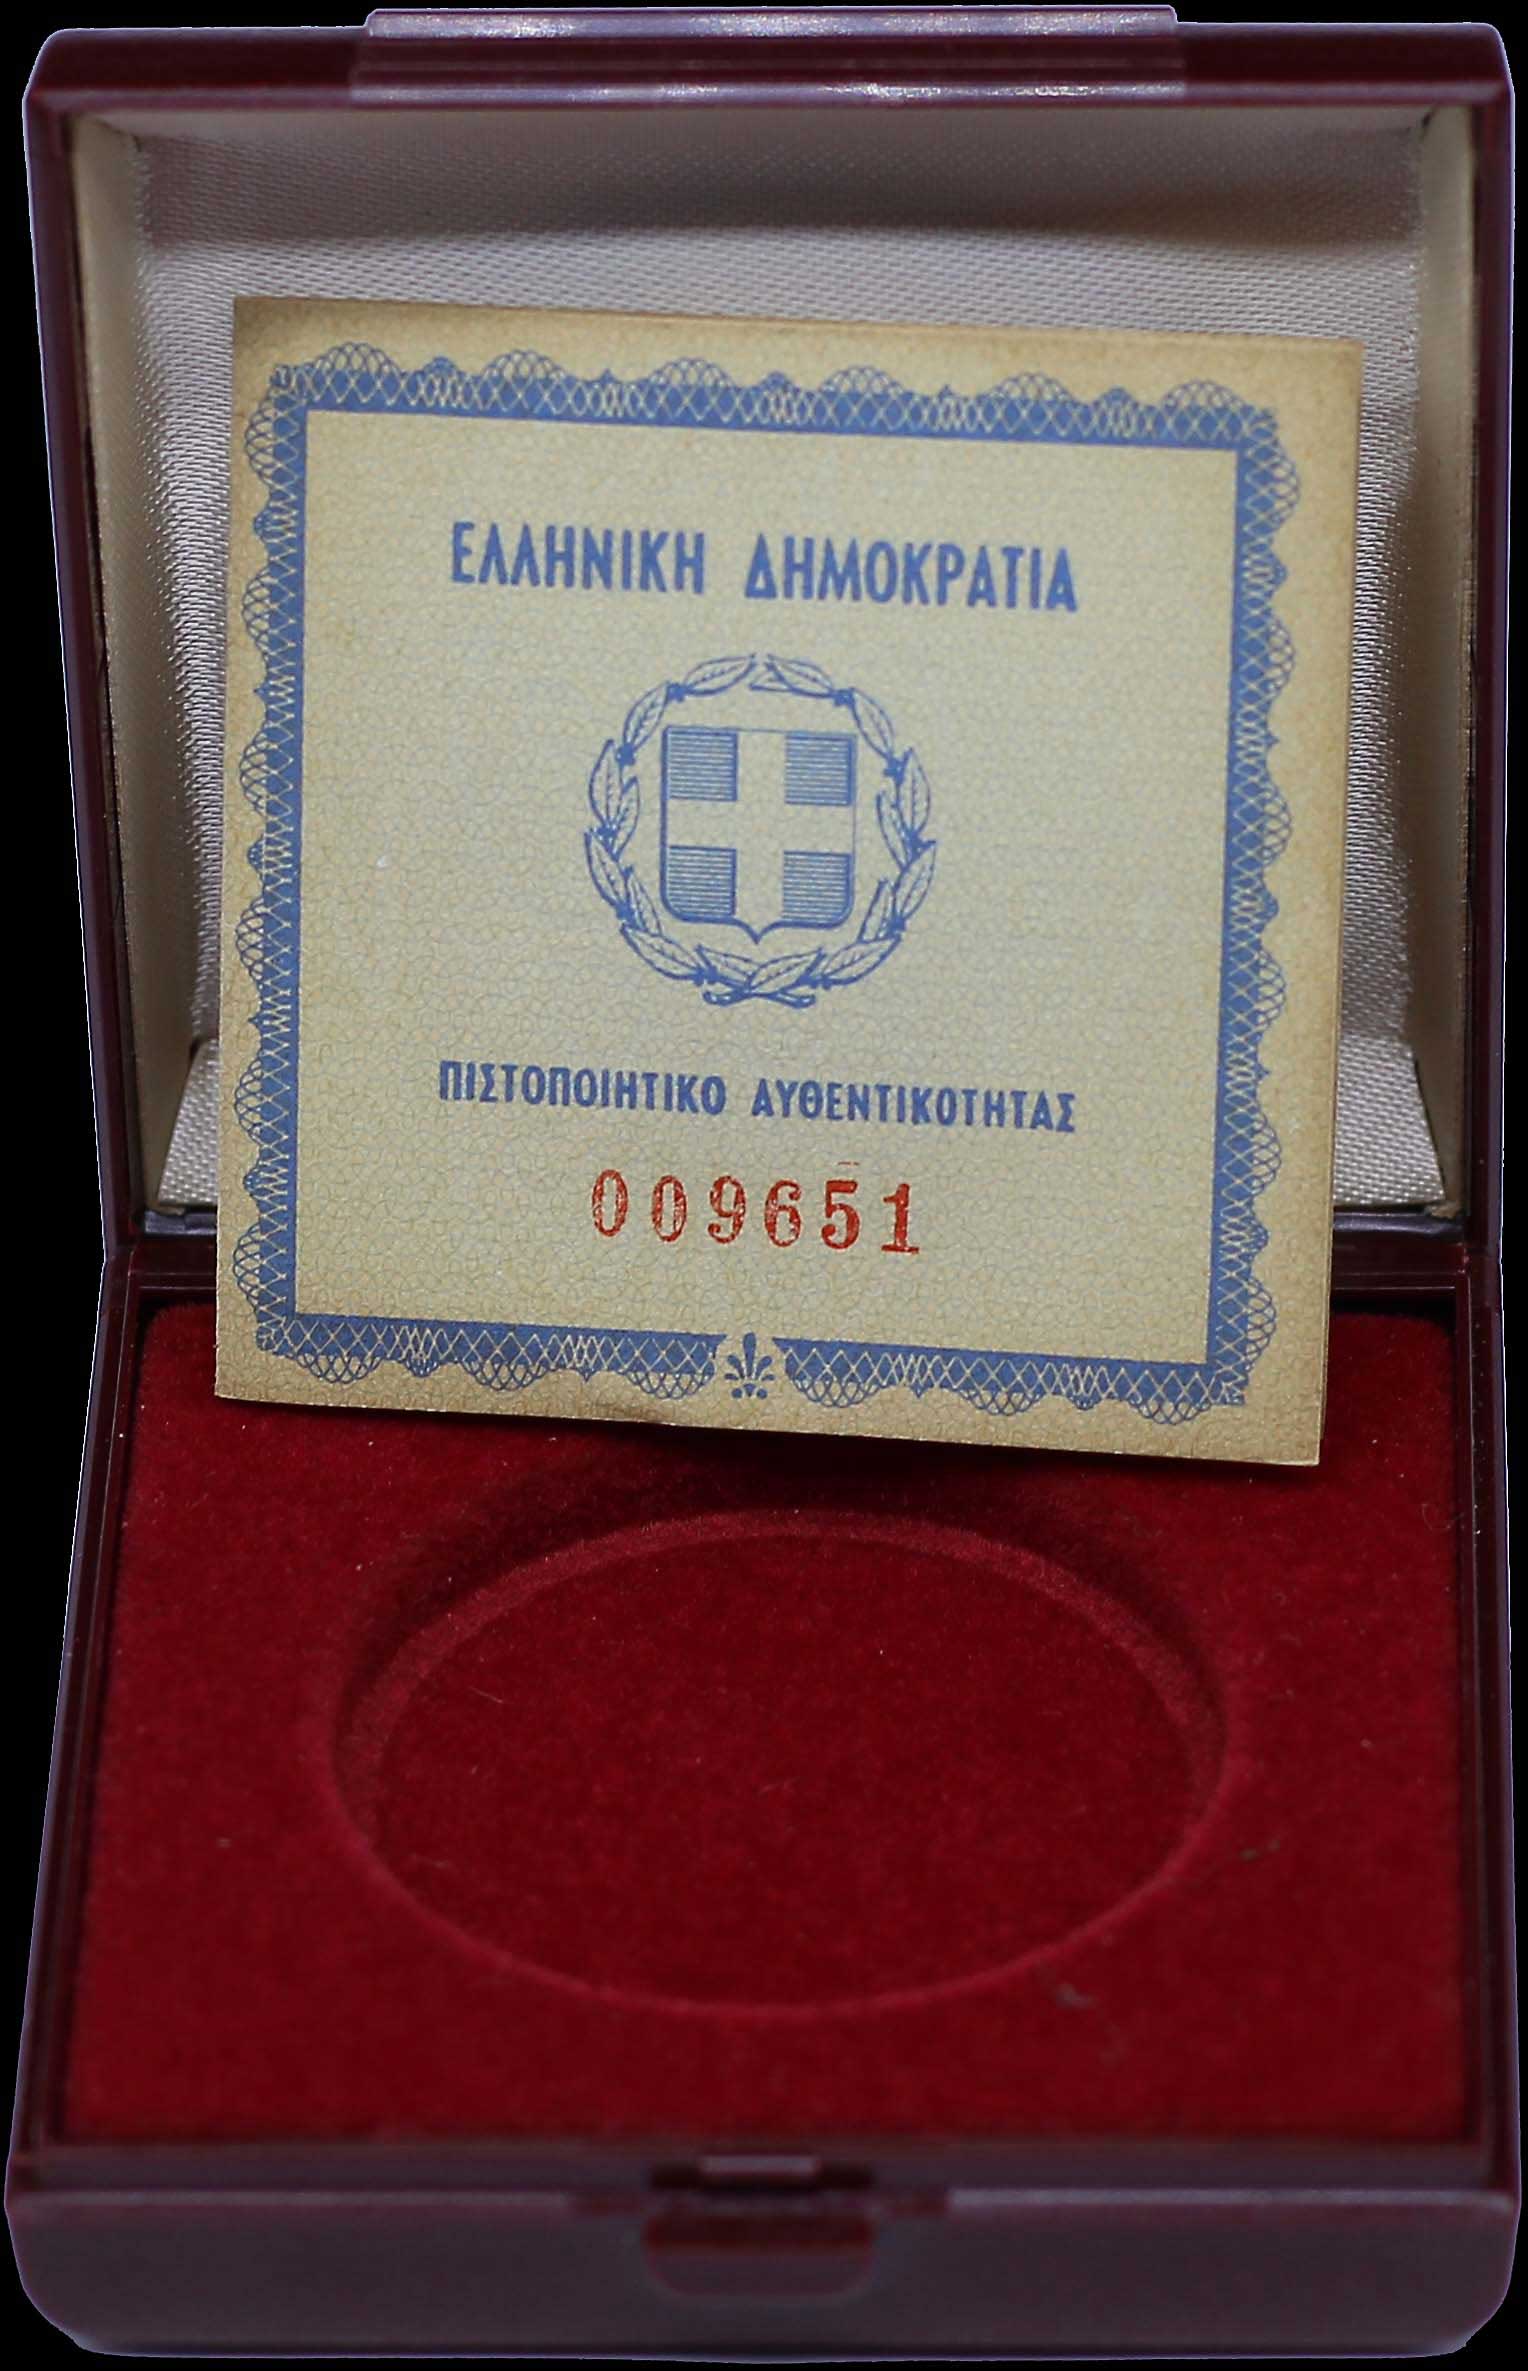 ΕΛΛΗΝΙΚΗ ΔΗΜΟΚΡΑΤΙΑ
ΠΙΣΤΟΠΟΙΗΤΙΚΟ ΑΥΘΕΝΤΙΚΟΤΗΤΑΣ
009651